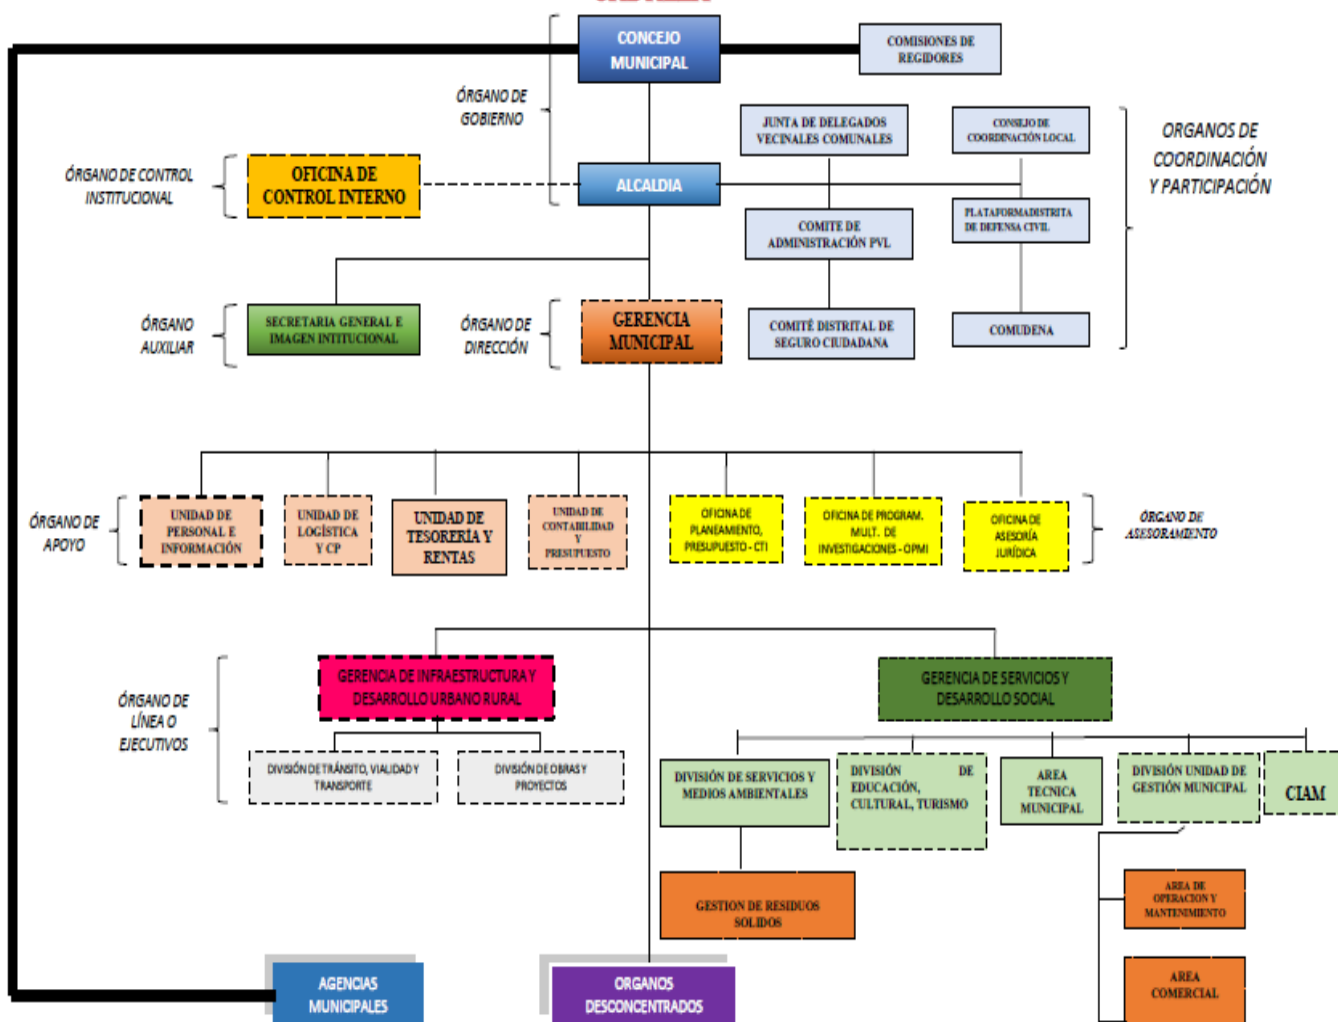 CONCEJO
MUNICIPAL
COMISIONES DE
REGIDORES
ÓRGANO DE
GOBIERNO
JUNTA DE DELEGADOS
VECINALES COMUNALES
CONSEJO DE
COORDINACIÓN LOCAL
ORGANOS DE
COORDINACIÓN
Y PARTICIPACIÓN
ÓRGANO DE CONTROL
INSTITUCIONAL
OFICINA DE
CONTROL INTERNO
ALCALDIA
COMITE DE
ADMINISTRACIÓN PVL
PLATAFORMADISTRITA
DE DEFENSA CIVIL
ÓRGANO
AUXILIAR
SECRETARIA GENERAL E
IMAGEN INTITUCIONAL
ÓRGANO DE
DIRECCIÓN
GERENCIA
MUNICIPAL
COMITÉ DISTRITAL DE
SEGURO CIUDADANA
COMUDENA
ÓRGANO DE
APOYO
UNIDAD DE
PERSONAL E
INFORMACIÓN
UNIDAD DE
LOGÍSTICA
Y CP
UNIDAD DE
TESORERÍA Y
RENTAS
UNIDAD DE
CONTABILIDAD
Y
PRESUPUESTO
OFICINA DE
PLANEAMIENTO,
PRESUPUESTO - CTI
OFICINA DE PROGRAM.
MULT. DE
INVESTIGACIONES - OPMI
OFICINA DE
ASESORÍA
JURÍDICA
ÓRGANO DE
ASESORAMIENTO
ÓRGANO DE
LÍNEA O
EJECUTIVOS
GERENCIA DE INFRAESTRUCTURA Y
DESARROLLO URBANO RURAL
GERENCIA DE SERVICIOS Y
DESARROLLO SOCIAL
DIVISIÓN DE TRÁNSITO, VIALIDAD Y
TRANSPORTE
DIVISIÓN DE OBRAS Y
PROYECTOS
DIVISIÓN DE SERVICIOS Y
MEDIOS AMBIENTALES
DIVISIÓN DE
EDUCACIÓN,
CULTURAL, TURISMO
AREA
TECNICA
MUNICIPAL
DIVISIÓN UNIDAD DE
GESTIÓN MUNICIPAL
CIAM
GESTION DE RESIDUOS
SOLIDOS
AREA DE
OPERACION Y
MANTENIMIENTO
AREA
COMERCIAL
AGENCIAS
MUNICIPALES
ORGANOS
DESCONCENTRADOS